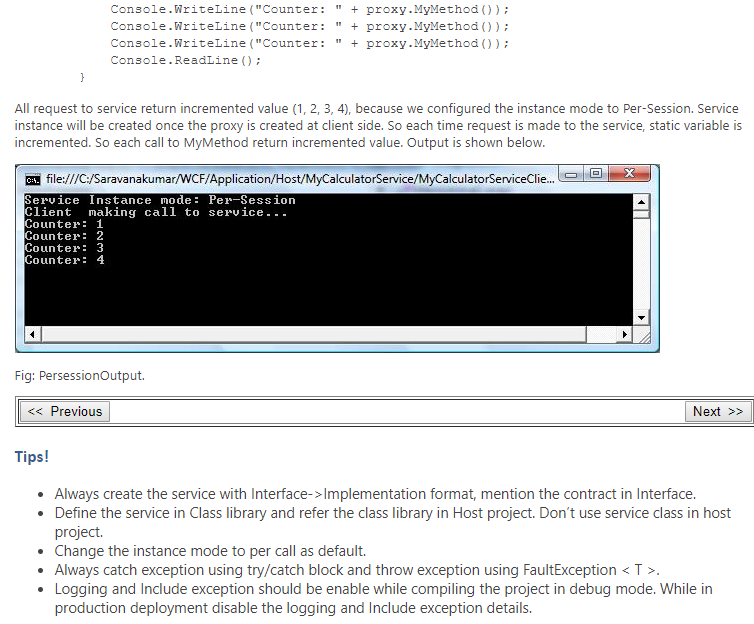 Console.WriteLine("Counter: " + proxy.MyMethod());
Console.WriteLine("Counter: " + proxy.MyMethod());
Console.WriteLine("Counter: " + proxy.MyMethod());
Console.ReadLine();
}
All request to service return incremented value (1, 2, 3, 4), because we configured the instance mode to Per-Session. Service
instance will be created once the proxy is created at client side. So each time request is made to the service, static variable is
incremented. So each call to MyMethod return incremented value. Output is shown below.
file:///C:/Saravanakumar/WCF/Application/Host/MyCalculatorService/MyCalculatorServiceClie...
Service Instance mode: Per-Session
Client  making call to service...
Counter: 1
Counter: 2
Counter: 3
Counter: 4
Fig: PersessionOutput.
<< Previous
Next >>
Tips!
• Always create the service with Interface->Implementation format, mention the contract in Interface.
• Define the service in Class library and refer the class library in Host project. Don’t use service class in host
project.
• Change the instance mode to per call as default.
• Always catch exception using try/catch block and throw exception using FaultException < T >.
• Logging and Include exception should be enable while compiling the project in debug mode. While in
production deployment disable the logging and Include exception details.